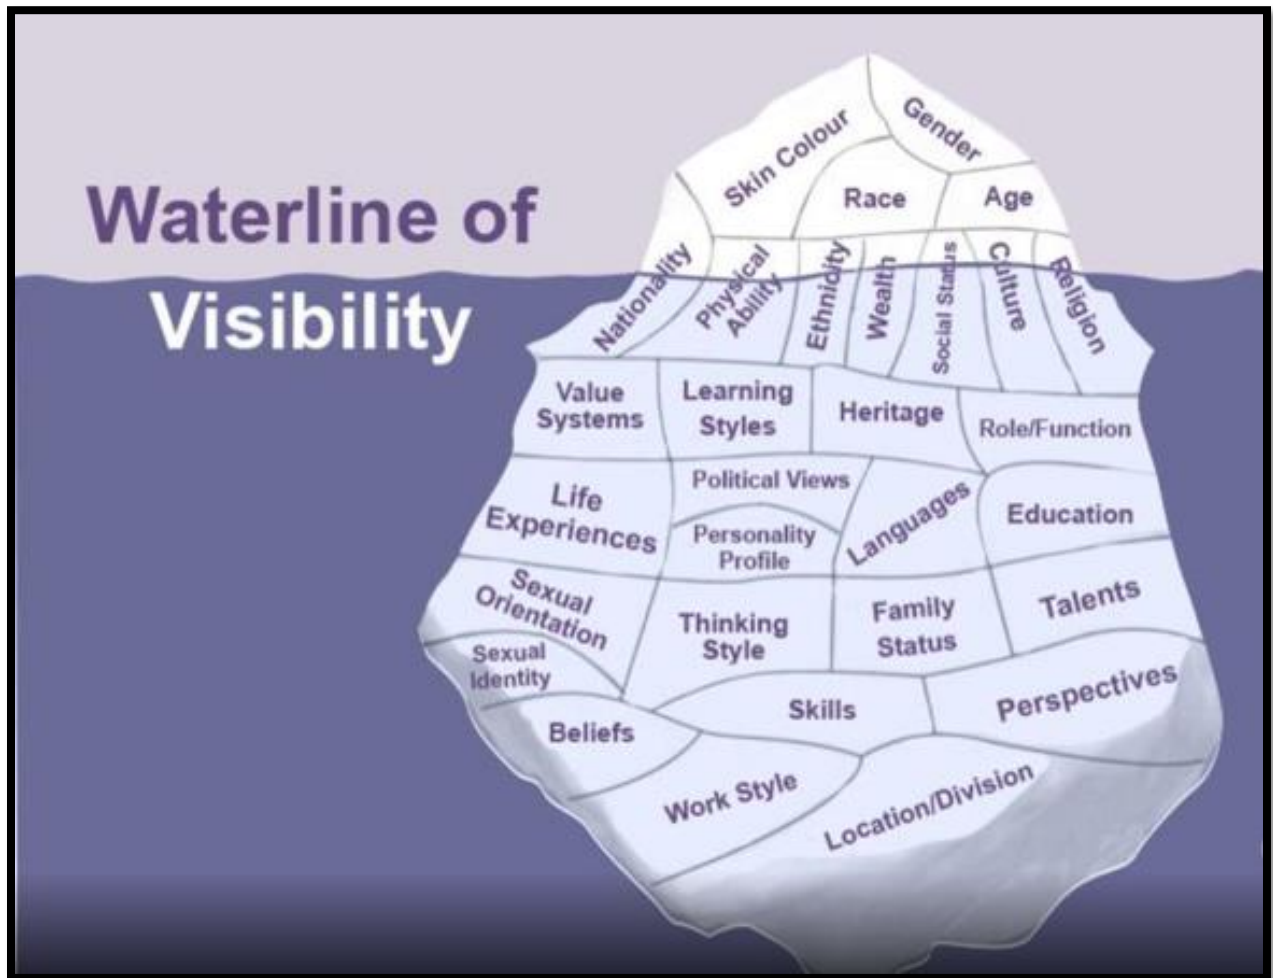 Waterline of
Visibility
Skin Colour
Gender
Race
Age
Nationality
Physical
Ability
Ethnicity
Wealth
Social Status
Culture
Religion
Value
Systems
Learning
Styles
Heritage
Role/Function
Life
Experiences
Political Views
Personality
Profile
Languages
Education
Sexual
Orientation
Sexual
Identity
Thinking
Style
Family
Status
Talents
Beliefs
Skills
Perspectives
Work Style
Location/Division